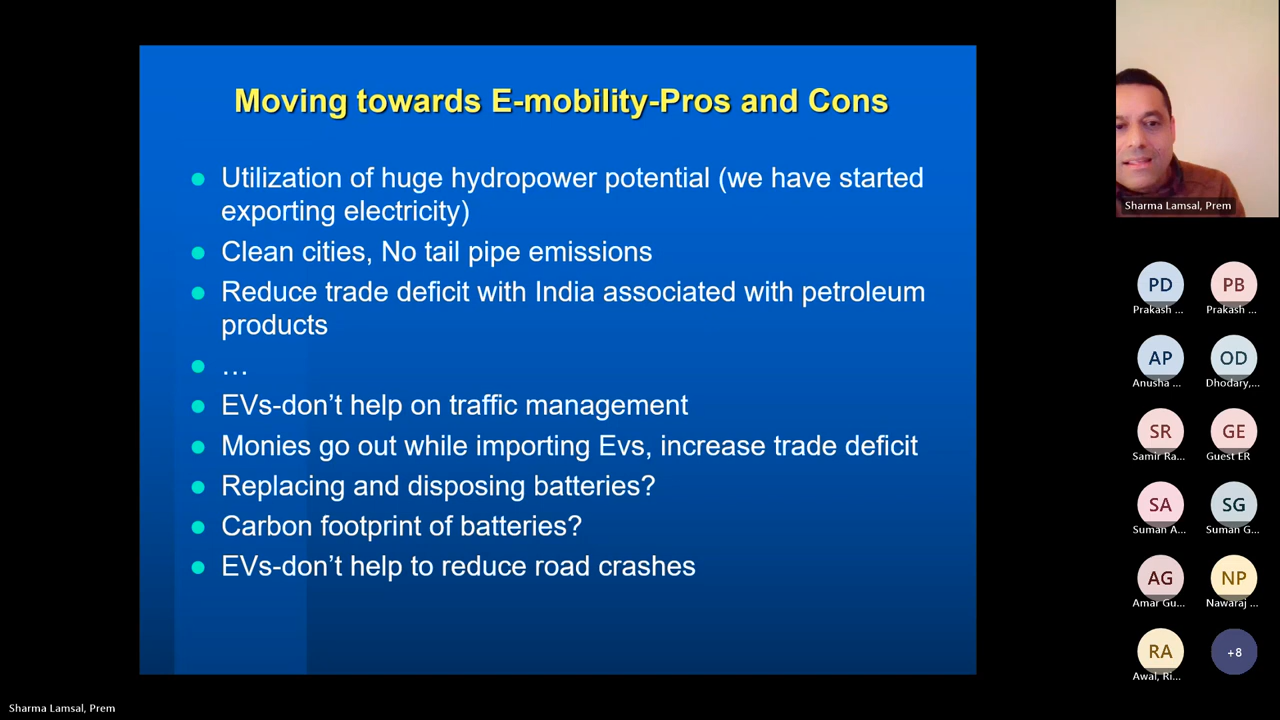 Moving towards E-mobility-Pros and Cons
Utilization of huge hydropower potential (we have started
exporting electricity)
Clean cities, No tail pipe emissions
Reduce trade deficit with India associated with petroleum
products
…
EVs-don’t help on traffic management
Monies go out while importing Evs, increase trade deficit
Replacing and disposing batteries?
Carbon footprint of batteries?
EVs-don’t help to reduce road crashes
Sharma Lamsal, Prem
PD PB
Prakash ... Prakash ...
AP OD
Anusha ... Dhodary,...
SR GE
Samir Ra... Guest ER
SA SG
Suman A... Suman G...
AG NP
Amar Gu... Nawaraj ...
RA +8
Awal, Ri...
Sharma Lamsal, Prem